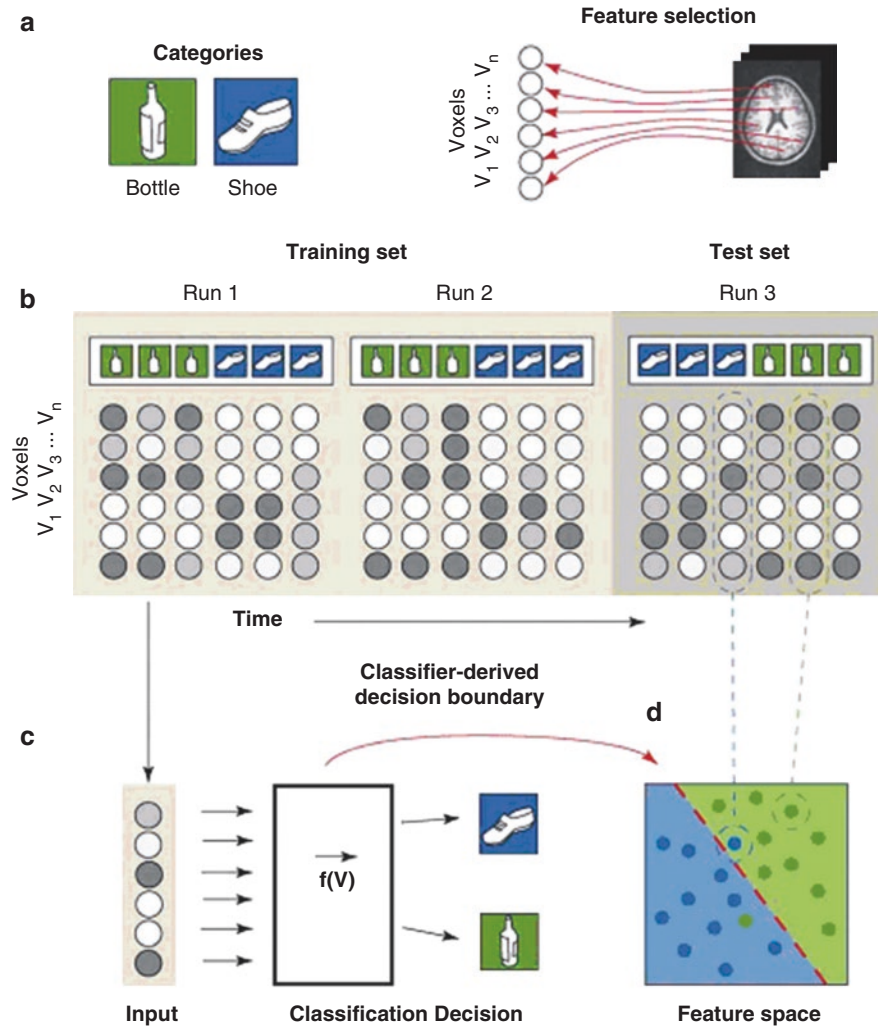 a
Categories
Bottle
Shoe
Feature selection
Voxels
V1 V2 V3 ... Vn
Training set
Test set
b
Run 1
Run 2
Run 3
Voxels
V1 V2 V3 ... Vn
Time
Classifier-derived
decision boundary
c
d
f(V)
Input
Classification Decision
Feature space